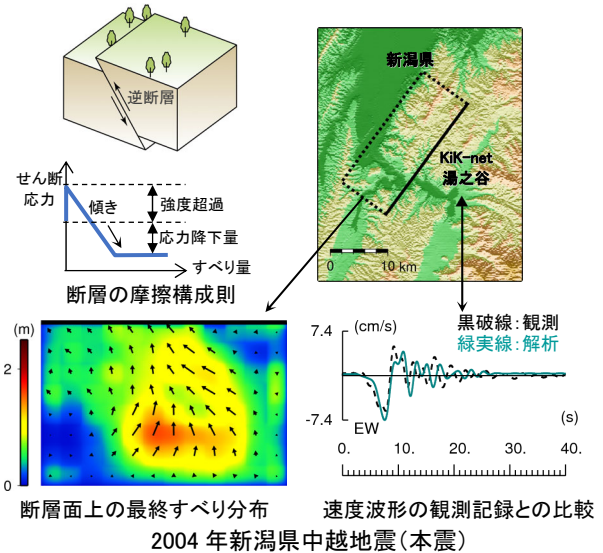 逆断層
せん断
応力
傾き
強度超過
応力降下量
すべり量
断層の摩擦構成則
新潟県
KiK-net
湯之谷
0 10 km
(m)
2
0
断層面上の最終すべり分布
7.4
(cm/s)
黒破線：観測
緑実線：解析
-7.4
EW
(s)
0. 10. 20. 30. 40.
速度波形の観測記録との比較
2004 年新潟県中越地震（本震）